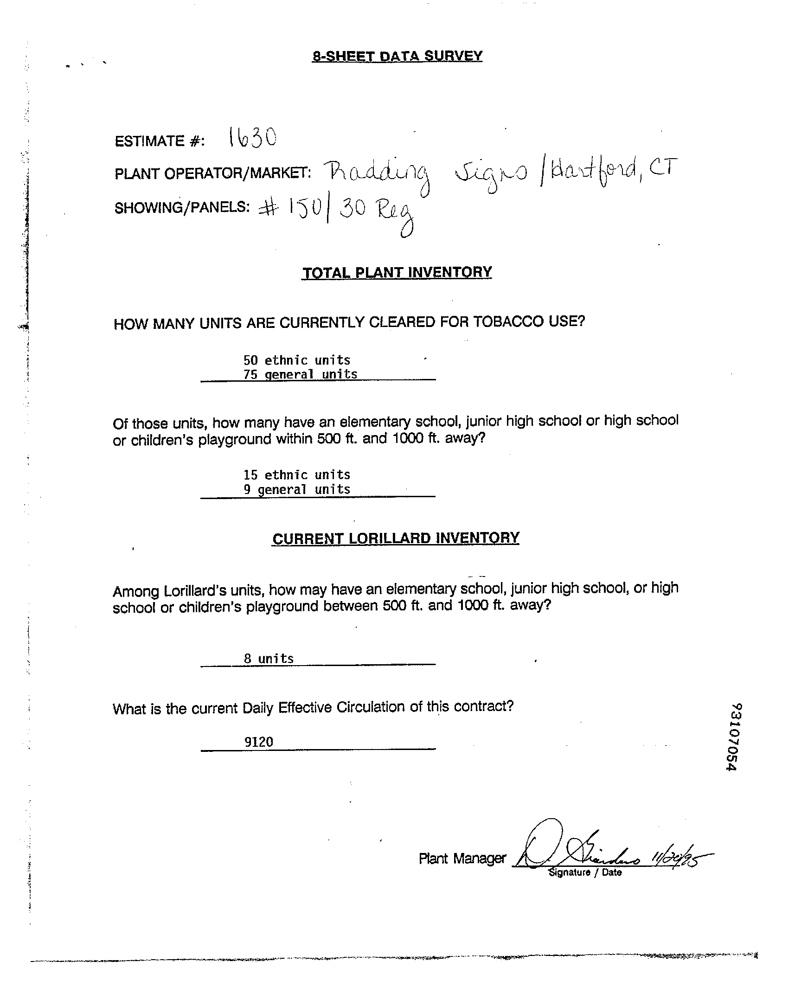 8-SHEET DATA SURVEY
ESTIMATE #: 1630
PLANT OPERATOR/MARKET: Radding Signs / Hartford, CT
SHOWING/PANELS: # 150/30 Reg
TOTAL PLANT INVENTORY
HOW MANY UNITS ARE CURRENTLY CLEARED FOR TOBACCO USE?
50 ethnic units
75 general units
Of those units, how many have an elementary school, junior high school or high school
or children's playground within 500 ft. and 1000 ft. away?
15 ethnic units
9 general units
CURRENT LORILLARD INVENTORY
Among Lorillard's units, how may have an elementary school, junior high school, or high
school or children's playground between 500 ft. and 1000 ft. away?
8 units
What is the current Daily Effective Circulation of this contract?
9120
93107054
Plant Manager D.
Signature / Date